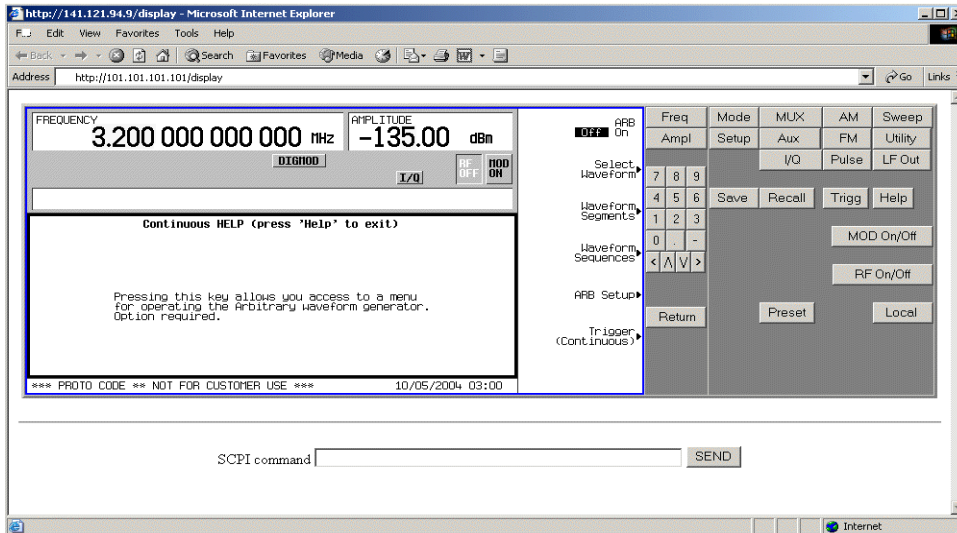 http://141.121.94.9/display - Microsoft Internet Explorer
F... Edit View Favorites Tools Help
Back Search Favorites Media
Address http://101.101.101.101/display Go Links
FREQUENCY
3.200 000 000 000 MHz
AMPLITUDE
-135.00 dBm
DIGMOD
I/Q
RF OFF
MOD ON
Continuous HELP (press 'Help' to exit)
Pressing this key allows you access to a menu
for operating the Arbitrary waveform generator.
Option required.
*** PROTO CODE ** NOT FOR CUSTOMER USE *** 10/05/2004 03:00
ARB
Off On
Select
Waveform
Waveform
Segments
Waveform
Sequences
ARB Setup
Trigger
(Continuous)
Freq Mode MUX AM Sweep
Ampl Setup Aux FM Utility
I/Q Pulse LF Out
7 8 9
4 5 6 Save Recall Trigg Help
1 2 3
0 . - MOD On/Off
< Λ V >
RF On/Off
Return Preset Local
SCPI command SEND
Internet